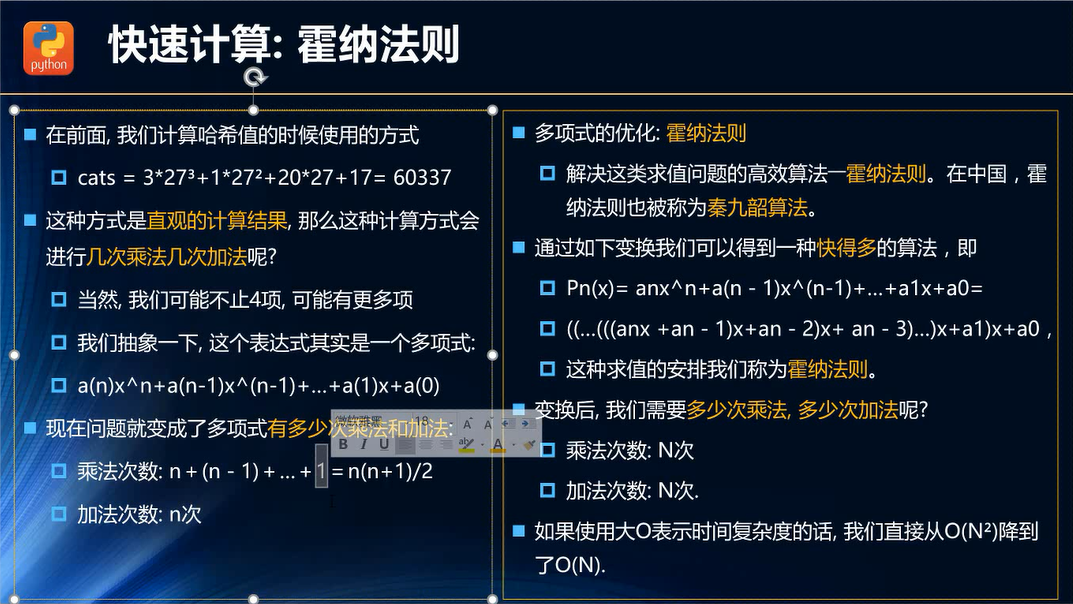 python
快速计算: 霍纳法则
在前面, 我们计算哈希值的时候使用的方式
cats = 3*27³+1*27²+20*27+17= 60337
这种方式是直观的计算结果, 那么这种计算方式会
进行几次乘法几次加法呢?
当然, 我们可能不止4项, 可能有更多项
我们抽象一下, 这个表达式其实是一个多项式:
a(n)x^n+a(n-1)x^(n-1)+…+a(1)x+a(0)
现在问题就变成了多项式有多少次乘法和加法:
乘法次数: n＋(n－1)＋…＋1＝n(n+1)/2
加法次数: n次
微软雅黑 18 A A
B I U ab A
多项式的优化: 霍纳法则
解决这类求值问题的高效算法―霍纳法则。在中国，霍
纳法则也被称为秦九韶算法。
通过如下变换我们可以得到一种快得多的算法，即
Pn(x)= anx^n+a(n－1)x^(n-1)+…+a1x+a0=
((…(((anx +an－1)x+an－2)x+ an－3)…)x+a1)x+a0，
这种求值的安排我们称为霍纳法则。
变换后, 我们需要多少次乘法, 多少次加法呢?
乘法次数: N次
加法次数: N次.
如果使用大O表示时间复杂度的话, 我们直接从O(N²)降到
了O(N).